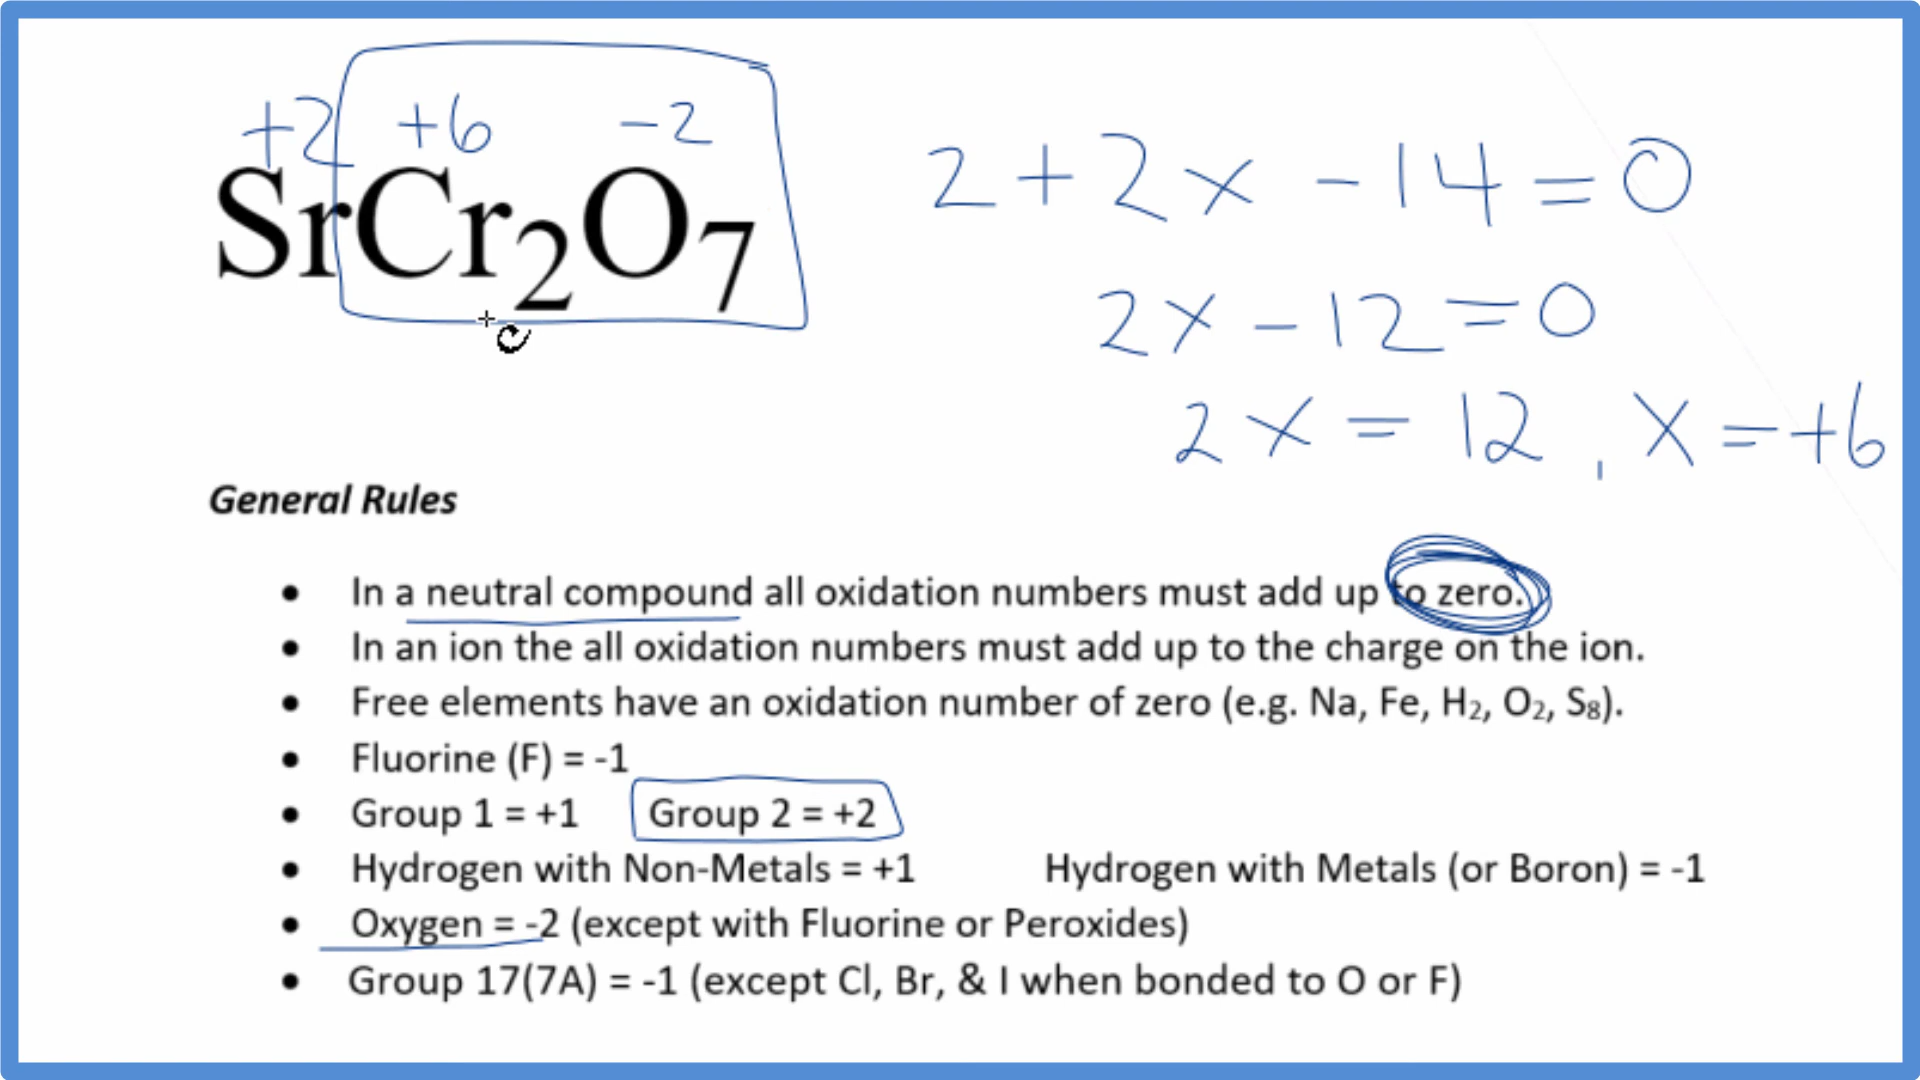 +2 +6 -2
SrCr₂O₇
2 + 2x - 14 = 0
2x - 12 = 0
2x = 12 , x = +6
General Rules
• In a neutral compound all oxidation numbers must add up to zero.
• In an ion the all oxidation numbers must add up to the charge on the ion.
• Free elements have an oxidation number of zero (e.g. Na, Fe, H₂, O₂, S₈).
• Fluorine (F) = -1
• Group 1 = +1 Group 2 = +2
• Hydrogen with Non-Metals = +1 Hydrogen with Metals (or Boron) = -1
• Oxygen = -2 (except with Fluorine or Peroxides)
• Group 17(7A) = -1 (except Cl, Br, & I when bonded to O or F)